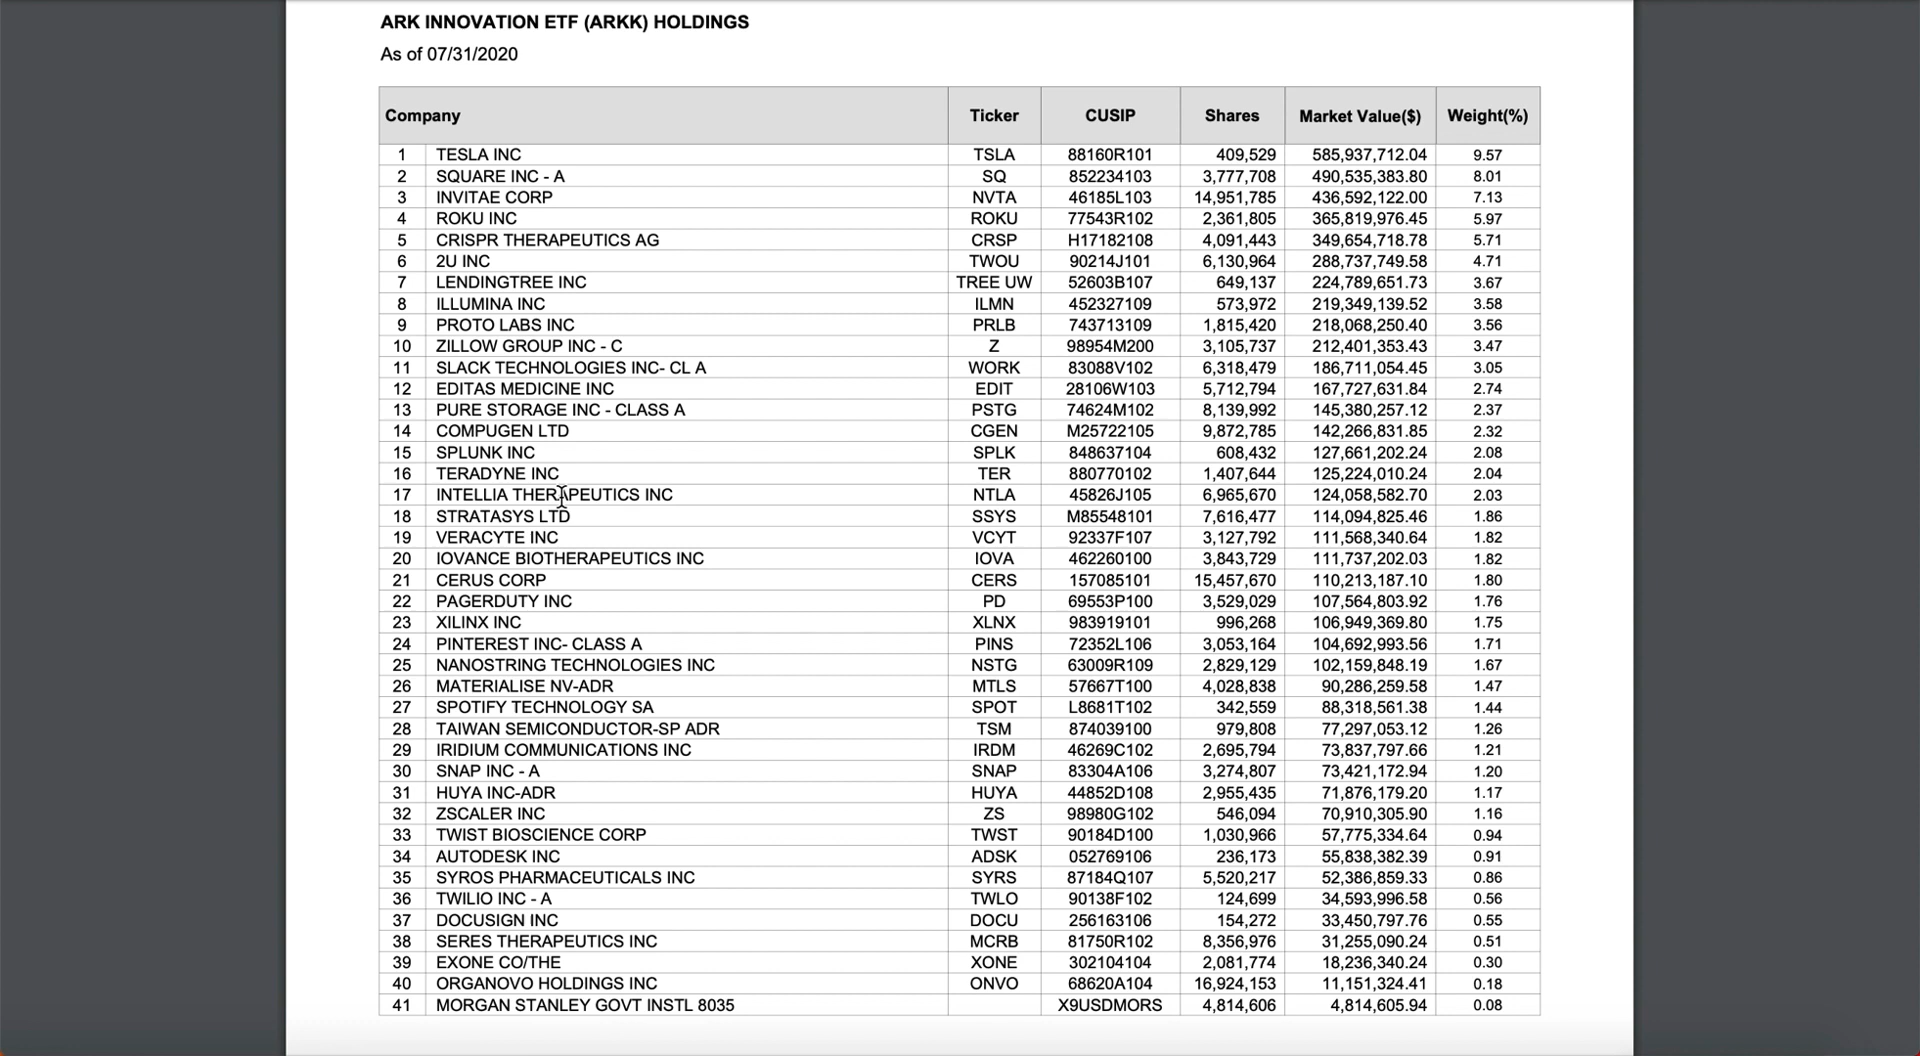 ARK INNOVATION ETF (ARKK) HOLDINGS
As of 07/31/2020
Company Ticker CUSIP Shares Market Value($) Weight(%)
1 TESLA INC TSLA 88160R101 409,529 585,937,712.04 9.57
2 SQUARE INC - A SQ 852234103 3,777,708 490,535,383.80 8.01
3 INVITAE CORP NVTA 46185L103 14,951,785 436,592,122.00 7.13
4 ROKU INC ROKU 77543R102 2,361,805 365,819,976.45 5.97
5 CRISPR THERAPEUTICS AG CRSP H17182108 4,091,443 349,654,718.78 5.71
6 2U INC TWOU 90214J101 6,130,964 288,737,749.58 4.71
7 LENDINGTREE INC TREE UW 52603B107 649,137 224,789,651.73 3.67
8 ILLUMINA INC ILMN 452327109 573,972 219,349,139.52 3.58
9 PROTO LABS INC PRLB 743713109 1,815,420 218,068,250.40 3.56
10 ZILLOW GROUP INC - C Z 98954M200 3,105,737 212,401,353.43 3.47
11 SLACK TECHNOLOGIES INC- CL A WORK 83088V102 6,318,479 186,711,054.45 3.05
12 EDITAS MEDICINE INC EDIT 28106W103 5,712,794 167,727,631.84 2.74
13 PURE STORAGE INC - CLASS A PSTG 74624M102 8,139,992 145,380,257.12 2.37
14 COMPUGEN LTD CGEN M25722105 9,872,785 142,266,831.85 2.32
15 SPLUNK INC SPLK 848637104 608,432 127,661,202.24 2.08
16 TERADYNE INC TER 880770102 1,407,644 125,224,010.24 2.04
17 INTELLIA THERAPEUTICS INC NTLA 45826J105 6,965,670 124,058,582.70 2.03
18 STRATASYS LTD SSYS M85548101 7,616,477 114,094,825.46 1.86
19 VERACYTE INC VCYT 92337F107 3,127,792 111,568,340.64 1.82
20 IOVANCE BIOTHERAPEUTICS INC IOVA 462260100 3,843,729 111,737,202.03 1.82
21 CERUS CORP CERS 157085101 15,457,670 110,213,187.10 1.80
22 PAGERDUTY INC PD 69553P100 3,529,029 107,564,803.92 1.76
23 XILINX INC XLNX 983919101 996,268 106,949,369.80 1.75
24 PINTEREST INC- CLASS A PINS 72352L106 3,053,164 104,692,993.56 1.71
25 NANOSTRING TECHNOLOGIES INC NSTG 63009R109 2,829,129 102,159,848.19 1.67
26 MATERIALISE NV-ADR MTLS 57667T100 4,028,838 90,286,259.58 1.47
27 SPOTIFY TECHNOLOGY SA SPOT L8681T102 342,559 88,318,561.38 1.44
28 TAIWAN SEMICONDUCTOR-SP ADR TSM 874039100 979,808 77,297,053.12 1.26
29 IRIDIUM COMMUNICATIONS INC IRDM 46269C102 2,695,794 73,837,797.66 1.21
30 SNAP INC - A SNAP 83304A106 3,274,807 73,421,172.94 1.20
31 HUYA INC-ADR HUYA 44852D108 2,955,435 71,876,179.20 1.17
32 ZSCALER INC ZS 98980G102 546,094 70,910,305.90 1.16
33 TWIST BIOSCIENCE CORP TWST 90184D100 1,030,966 57,775,334.64 0.94
34 AUTODESK INC ADSK 052769106 236,173 55,838,382.39 0.91
35 SYROS PHARMACEUTICALS INC SYRS 87184Q107 5,520,217 52,386,859.33 0.86
36 TWILIO INC - A TWLO 90138F102 124,699 34,593,996.58 0.56
37 DOCUSIGN INC DOCU 256163106 154,272 33,450,797.76 0.55
38 SERES THERAPEUTICS INC MCRB 81750R102 8,356,976 31,255,090.24 0.51
39 EXONE CO/THE XONE 302104104 2,081,774 18,236,340.24 0.30
40 ORGANOVO HOLDINGS INC ONVO 68620A104 16,924,153 11,151,324.41 0.18
41 MORGAN STANLEY GOVT INSTL 8035 X9USDMORS 4,814,606 4,814,605.94 0.08